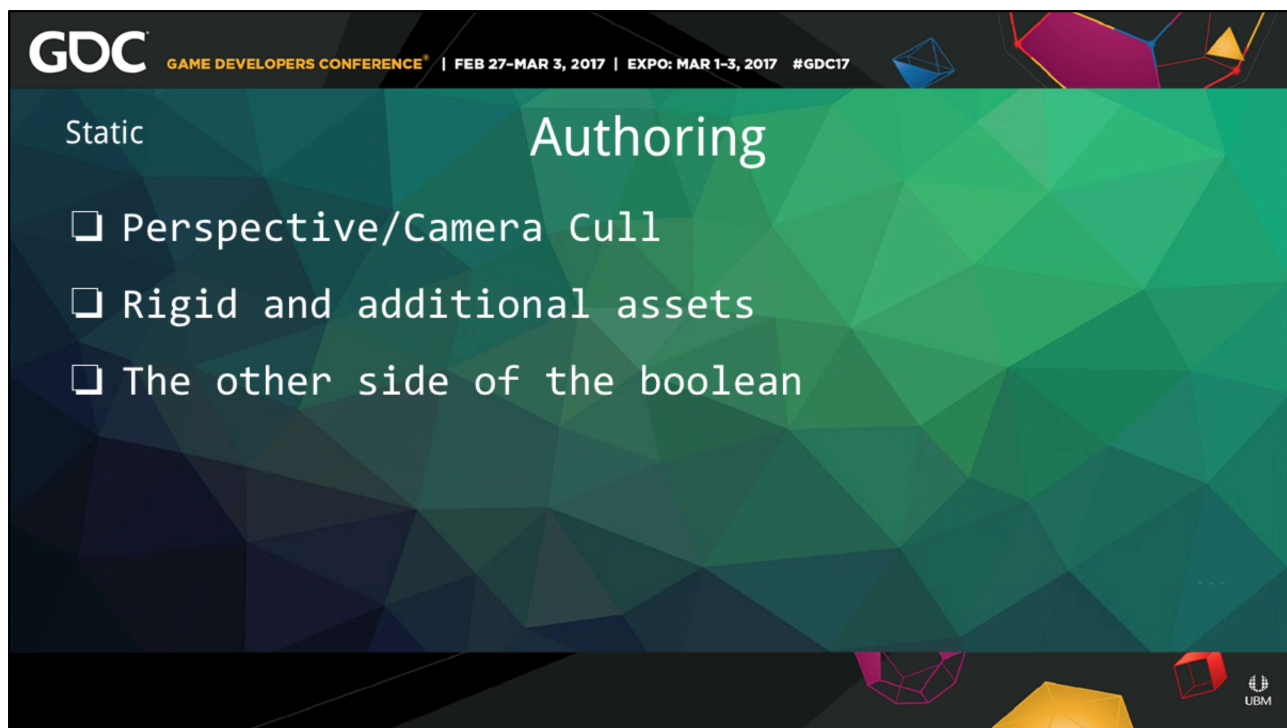 GDC GAME DEVELOPERS CONFERENCE® | FEB 27–MAR 3, 2017 | EXPO: MAR 1–3, 2017 #GDC17
Static
Authoring
❏ Perspective/Camera Cull
❏ Rigid and additional assets
❏ The other side of the boolean
UBM